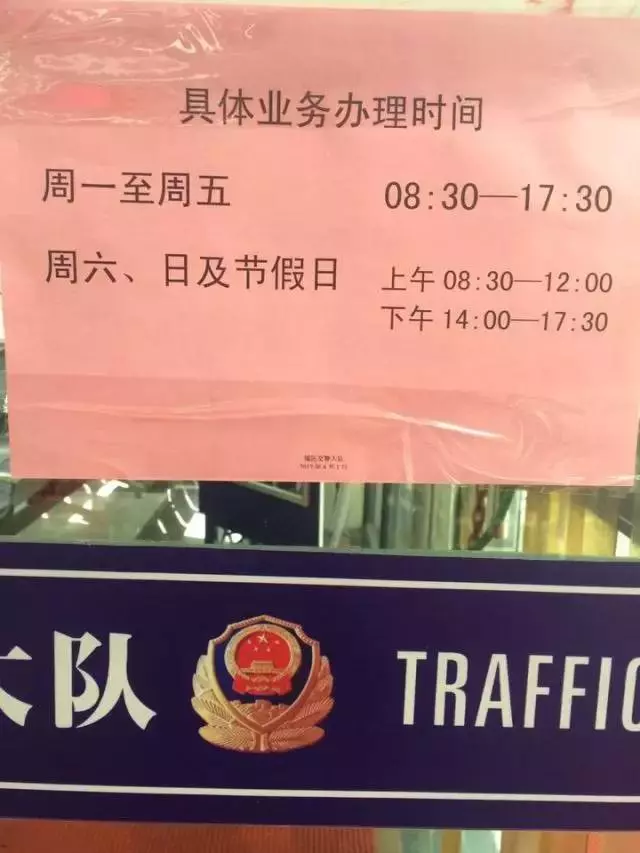 具体业务办理时间
周一至周五 08:30—17:30
周六、日及节假日 上午 08:30—12:00
下午 14:00—17:30
大队 TRAFFIC